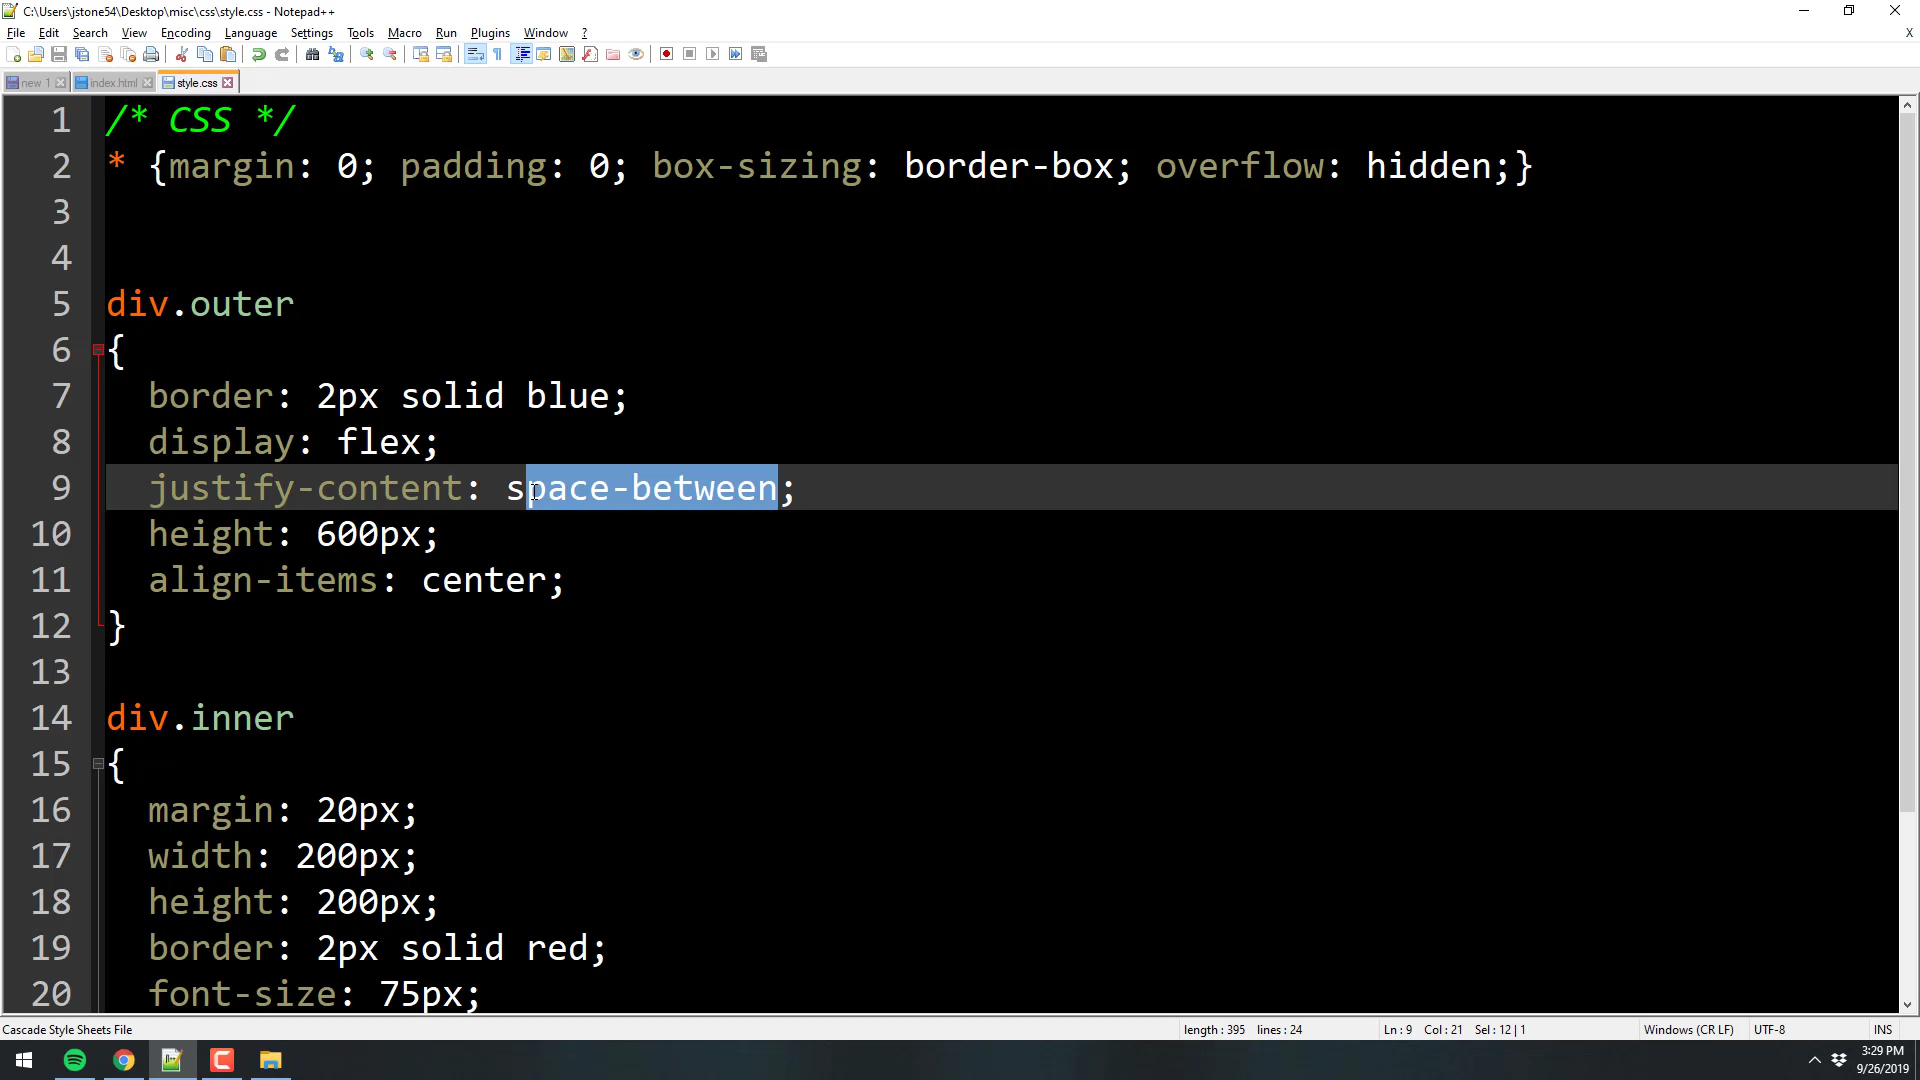 C:\Users\jstone54\Desktop\misc\css\style.css - Notepad++
File Edit Search View Encoding Language Settings Tools Macro Run Plugins Window ? X
new 1 index.html style.css
1 /* CSS */
2 * {margin: 0; padding: 0; box-sizing: border-box; overflow: hidden;}
3
4
5 div.outer
6 {
7 border: 2px solid blue;
8 display: flex;
9 justify-content: space-between;
10 height: 600px;
11 align-items: center;
12 }
13
14 div.inner
15 {
16 margin: 20px;
17 width: 200px;
18 height: 200px;
19 border: 2px solid red;
20 font-size: 75px;
Cascade Style Sheets File length : 395 lines : 24 Ln : 9 Col : 21 Sel : 12 | 1 Windows (CR LF) UTF-8 INS
3:29 PM
9/26/2019